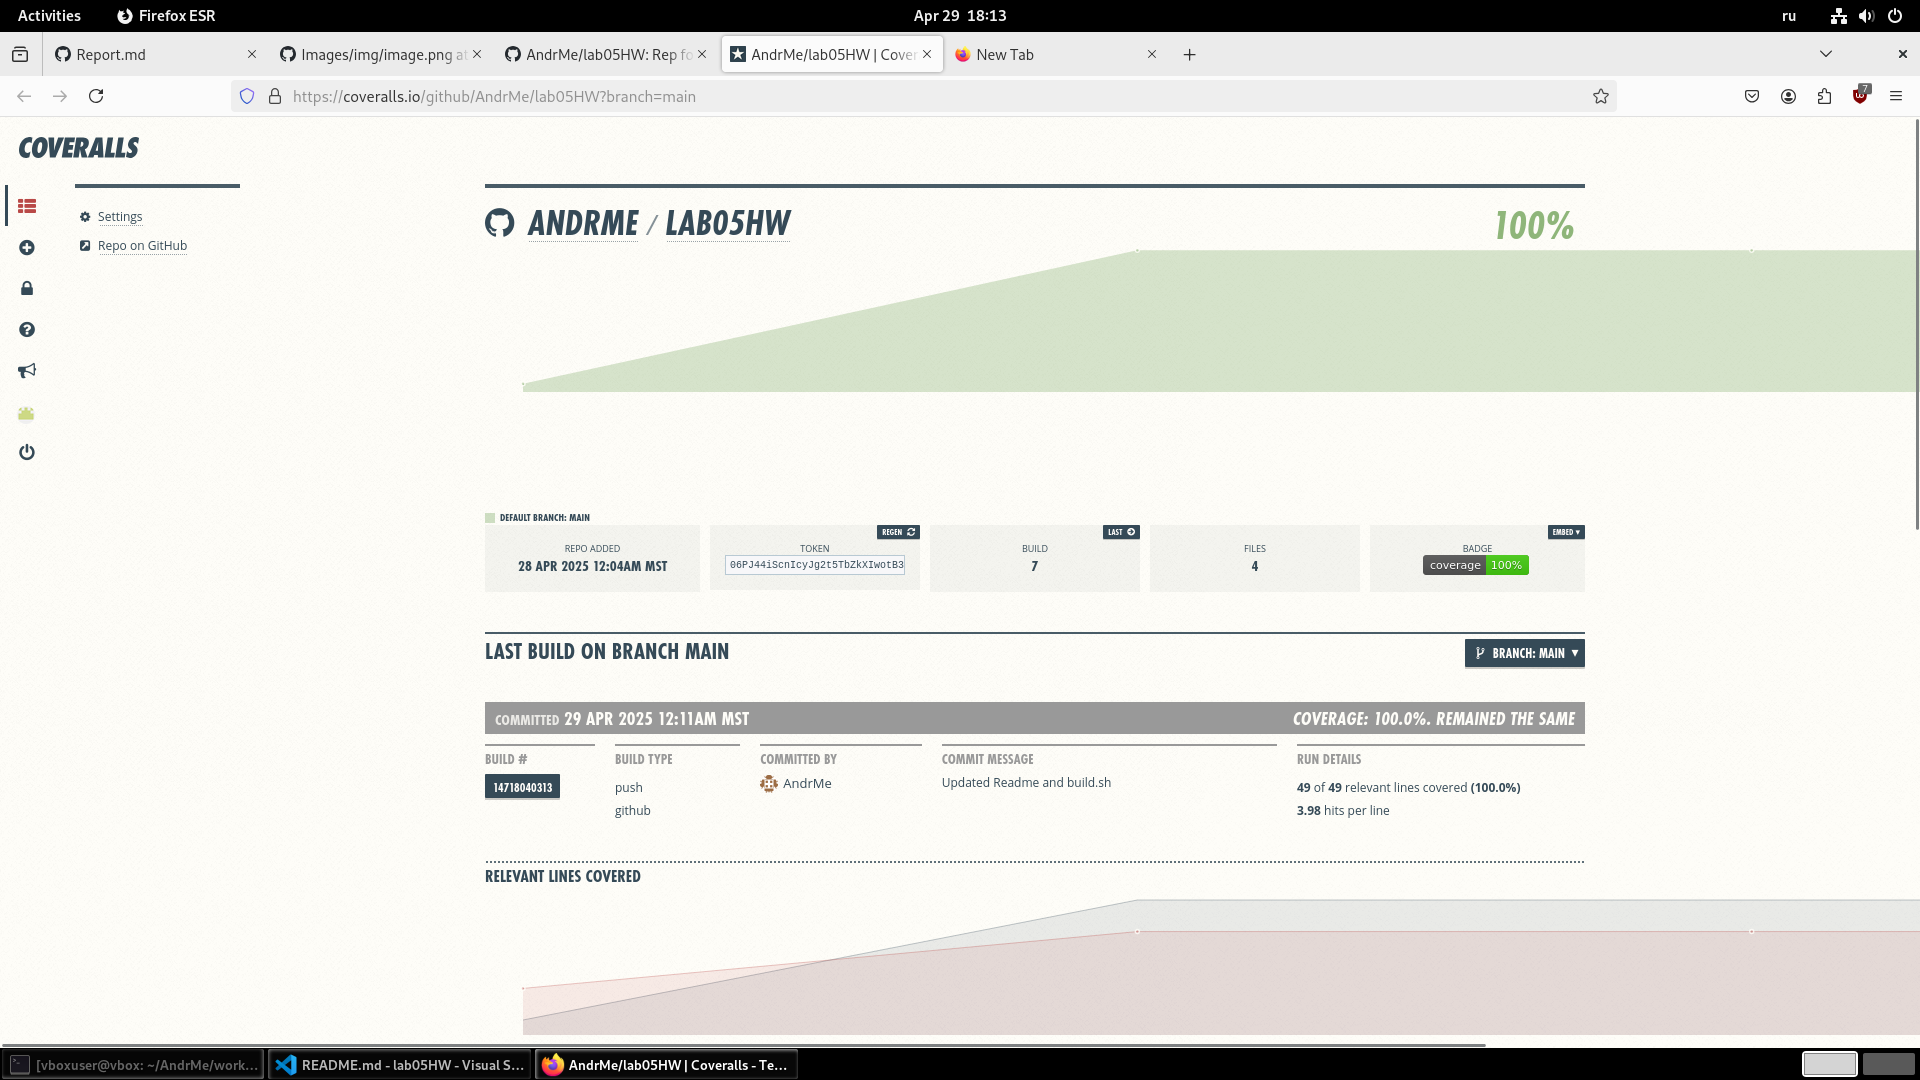 Activities
Firefox ESR
Apr 29 18:13
ru
Report.md
Images/img/image.png at
AndrMe/lab05HW: Rep fo
AndrMe/lab05HW | Cover
New Tab
https://coveralls.io/github/AndrMe/lab05HW?branch=main
7
COVERALLS
Settings
Repo on GitHub
ANDRME / LAB05HW
100%
DEFAULT BRANCH: MAIN
REPO ADDED
28 APR 2025 12:04AM MST
REGEN
TOKEN
06PJ44iScnIcyJg2t5TbZkXIwotB3
LAST
BUILD
7
FILES
4
EMBED ▾
BADGE
coverage 100%
LAST BUILD ON BRANCH MAIN
BRANCH: MAIN ▼
COMMITTED 29 APR 2025 12:11AM MST
COVERAGE: 100.0%. REMAINED THE SAME
BUILD #
14718040313
BUILD TYPE
push
github
COMMITTED BY
AndrMe
COMMIT MESSAGE
Updated Readme and build.sh
RUN DETAILS
49 of 49 relevant lines covered (100.0%)
3.98 hits per line
RELEVANT LINES COVERED
[vboxuser@vbox: ~/AndrMe/work...
README.md - lab05HW - Visual S...
AndrMe/lab05HW | Coveralls - Te...